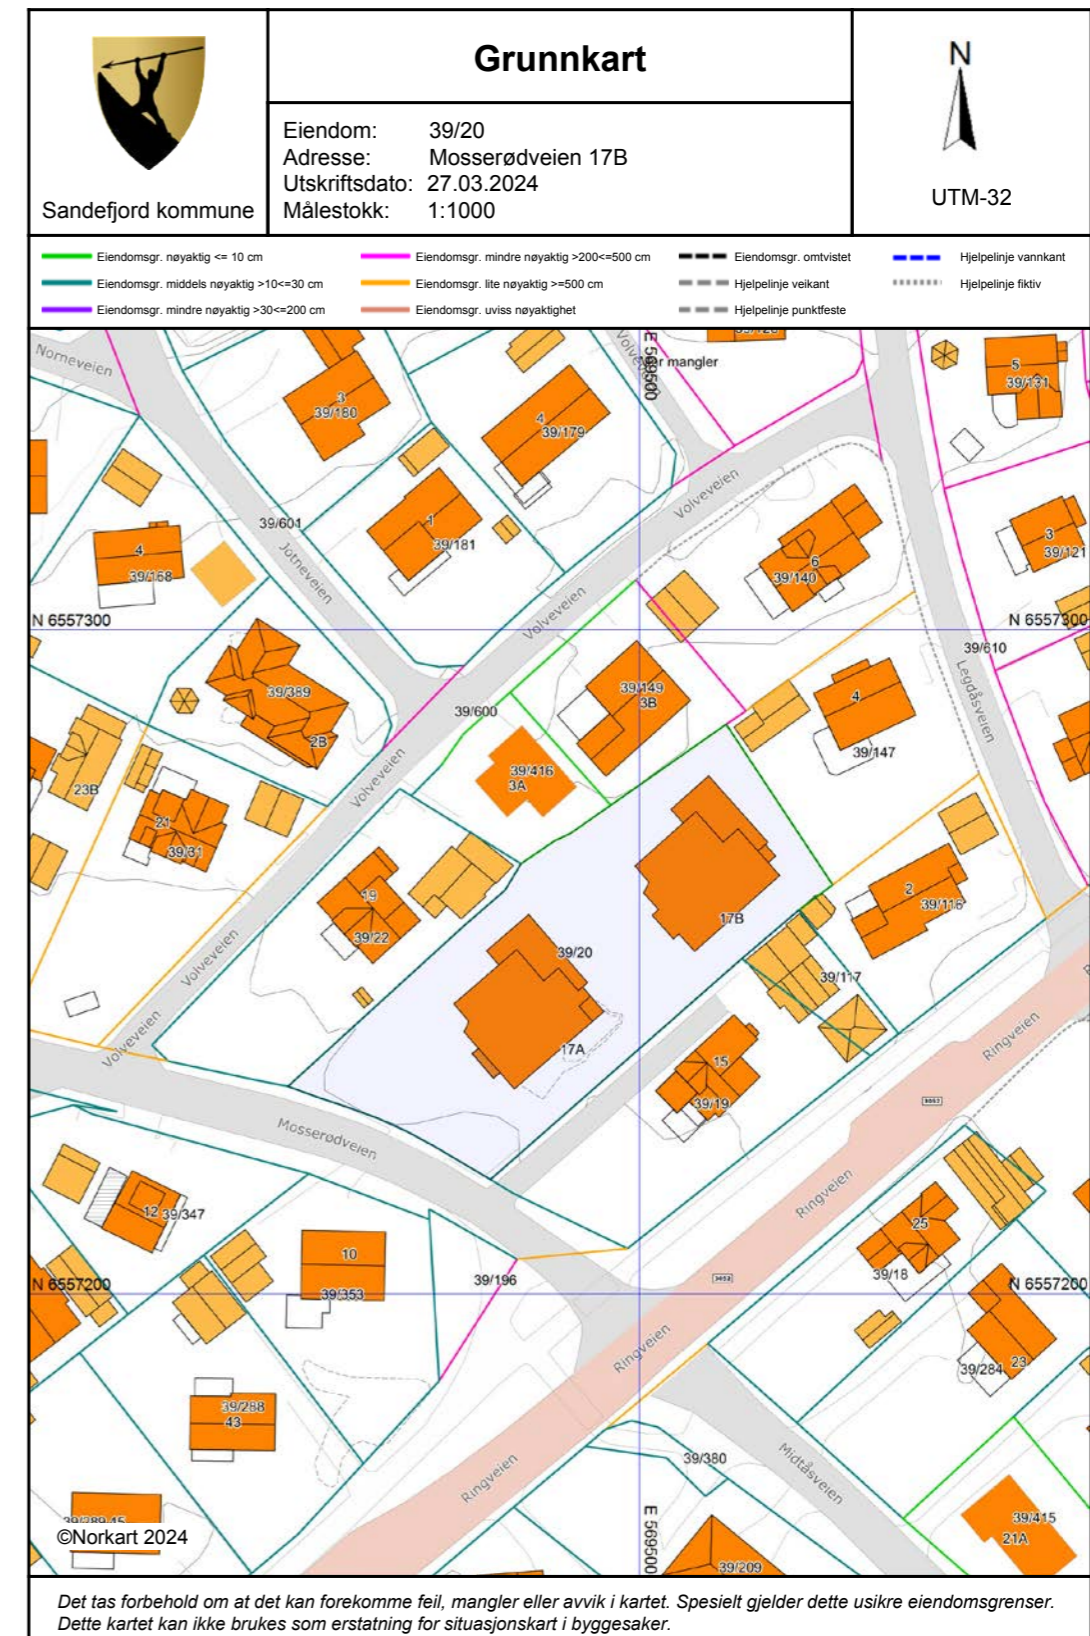 Grunnkart
Sandefjord kommune
Eiendom: 39/20
Adresse: Mosserødveien 17B
Utskriftsdato: 27.03.2024
Målestokk: 1:1000
N
UTM-32
Eiendomsgr. nøyaktig <= 10 cm
Eiendomsgr. middels nøyaktig >10<=30 cm
Eiendomsgr. mindre nøyaktig >30<=200 cm
Eiendomsgr. mindre nøyaktig >200<=500 cm
Eiendomsgr. lite nøyaktig >=500 cm
Eiendomsgr. uviss nøyaktighet
Eiendomsgr. omtvistet
Hjelpelinje veikant
Hjelpelinje punktfeste
Hjelpelinje vannkant
Hjelpelinje fiktiv
Norneveien
3
39/180
4
39/179
E 569500
mangler
5
39/131
39/601
1
39/181
Volveveien
4
39/168
Jotneveien
6
39/140
3
39/121
N 6557300
Volveveien
N 6557300
39/610
39/389
2B
39/600
39/149
3B
4
39/147
Legdåsveien
23B
Volveveien
39/416
3A
21
39/31
19
39/22
2
39/116
17B
Volveveien
39/20
39/117
Volveveien
17A
15
39/19
Ringveien
Mosserødveien
Ringveien
12
39/347
25
39/18
10
39/353
39/196
N 6557200
N 6557200
Ringveien
39/284
23
39/288
43
39/380
Midtåsveien
Ringveien
E 569500
39/415
21A
39/289
45
39/209
©Norkart 2024
Det tas forbehold om at det kan forekomme feil, mangler eller avvik i kartet. Spesielt gjelder dette usikre eiendomsgrenser.
Dette kartet kan ikke brukes som erstatning for situasjonskart i byggesaker.